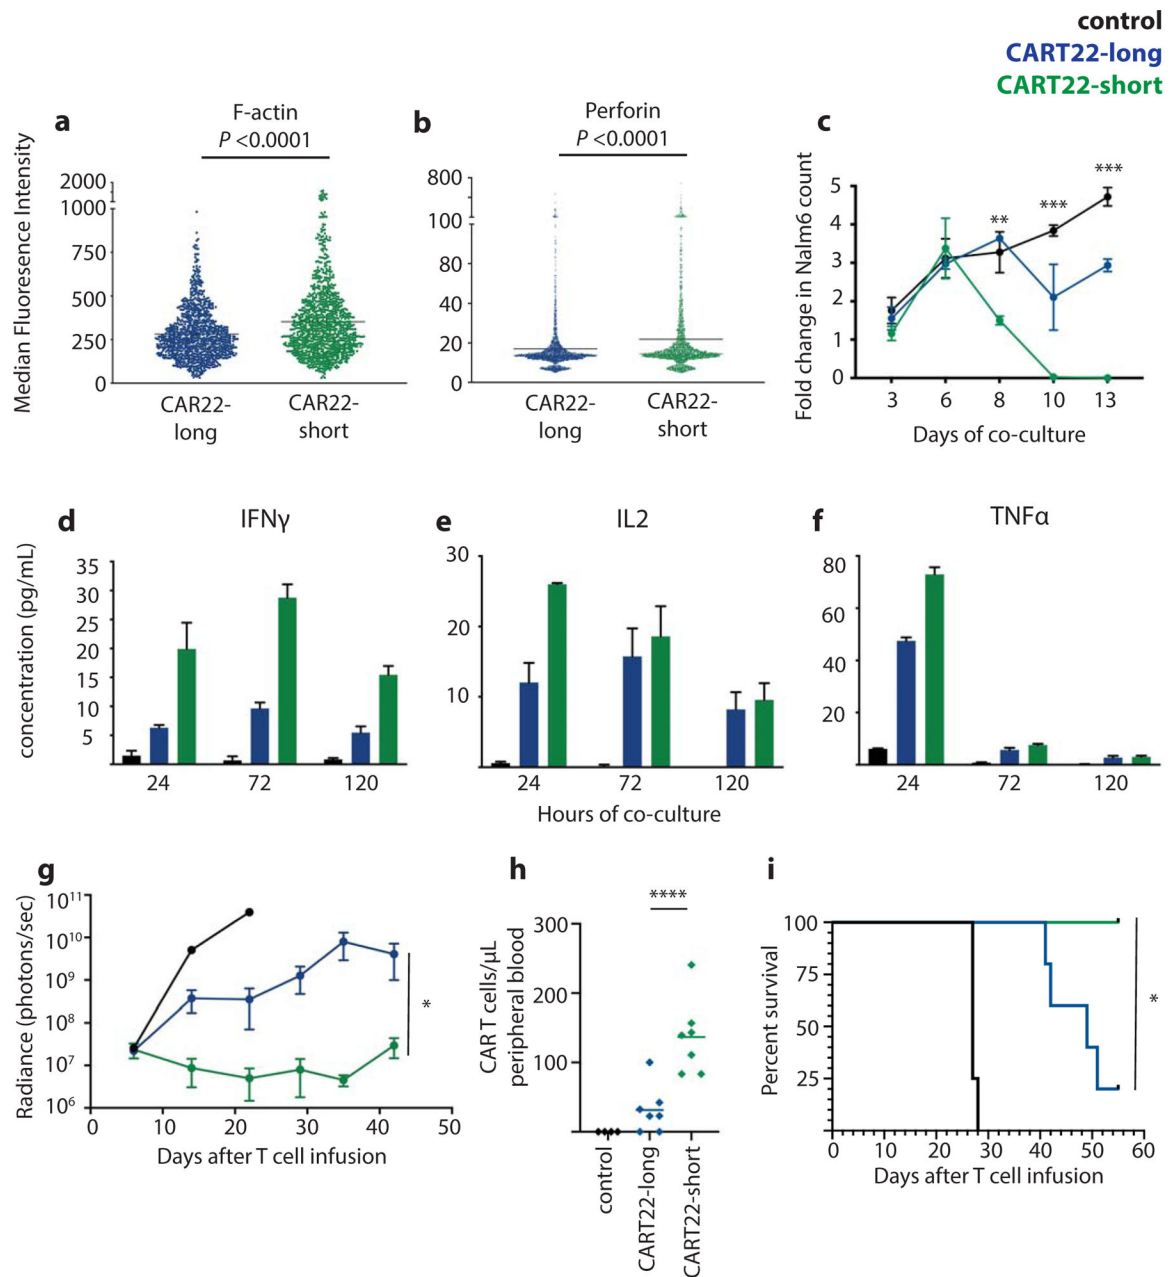 control
CART22-long
CART22-short
a
F-actin
P <0.0001
Median Fluoresence Intensity
2000
1000
750
500
250
0
CAR22-
long
CAR22-
short
b
Perforin
P <0.0001
800
100
80
40
20
0
CAR22-
long
CAR22-
short
c
Fold change in Nalm6 count
5
4
3
2
1
0
**
***
***
3 6 8 10 13
Days of co-culture
d
IFNγ
concentration (pg/mL)
35
30
25
20
15
10
5
24 72 120
e
IL2
30
20
10
24 72 120
Hours of co-culture
f
TNFα
80
60
40
20
24 72 120
g
Radiance (photons/sec)
10¹¹
10¹⁰
10⁹
10⁸
10⁷
10⁶
*
0 10 20 30 40 50
Days after T cell infusion
h
****
CAR T cells/μL
peripheral blood
300
200
100
control
CART22-long
CART22-short
i
Percent survival
100
75
50
25
*
0 10 20 30 40 50 60
Days after T cell infusion